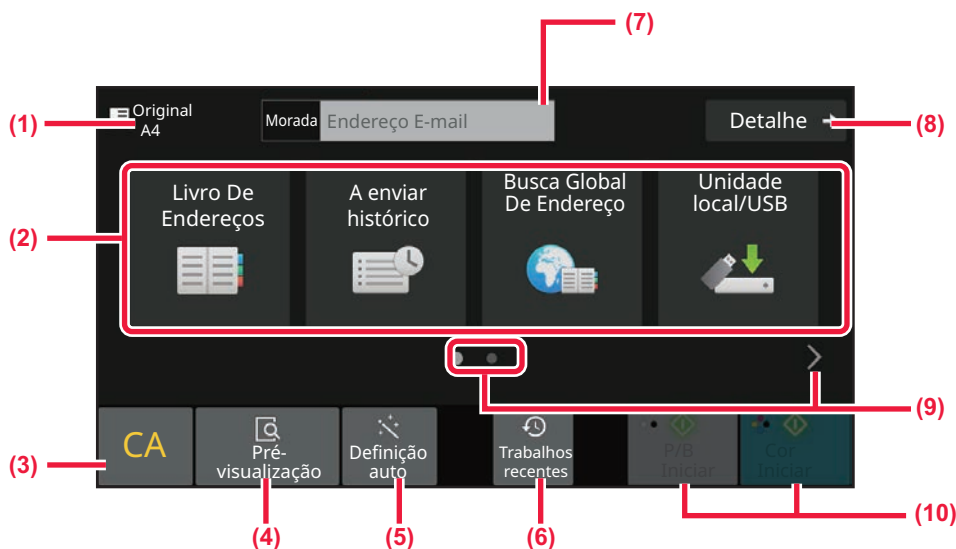 (7)
(1)
Original
A4
Morada
Endereço E-mail
Detalhe
(8)
(2)
Livro De
Endereços
A enviar
histórico
Busca Global
De Endereço
Unidade
local/USB
(9)
(3)
CA
Pré-
visualização
Definição
auto
Trabalhos
recentes
P/B
Iniciar
Cor
Iniciar
(10)
(4)
(5)
(6)